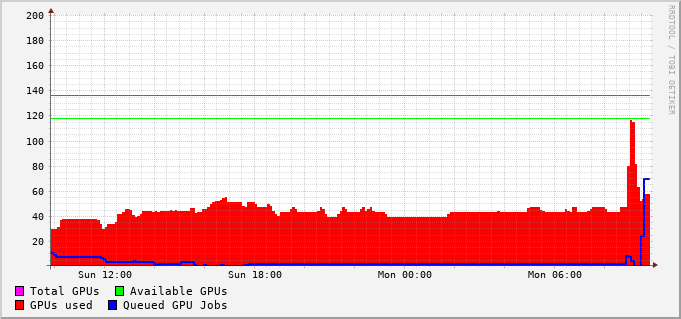 200
180
160
140
120
100
80
60
40
20
Sun 12:00 Sun 18:00 Mon 00:00 Mon 06:00
Total GPUs Available GPUs
GPUs used Queued GPU Jobs
RRDTOOL / TOBI OETIKER